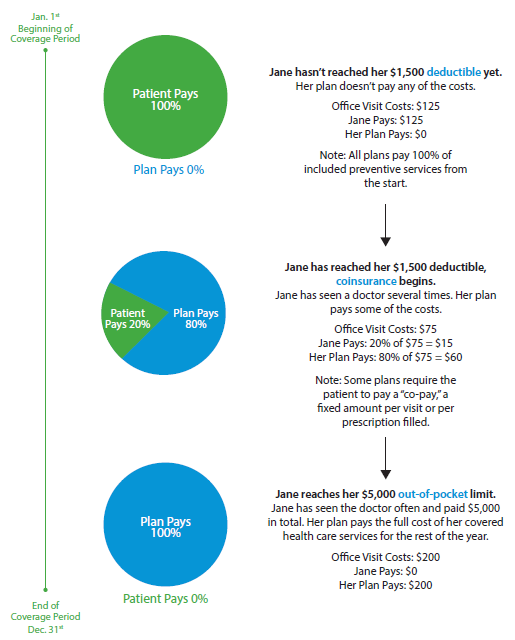 Jan. 1st
Beginning of
Coverage Period
Patient Pays
100%
Plan Pays 0%
Jane hasn't reached her $1,500 deductible yet.
Her plan doesn't pay any of the costs.
Office Visit Costs: $125
Jane Pays: $125
Her Plan Pays: $0
Note: All plans pay 100% of
included preventive services from
the start.
Patient
Pays 20%
Plan Pays
80%
Jane has reached her $1,500 deductible,
coinsurance begins.
Jane has seen a doctor several times. Her plan
pays some of the costs.
Office Visit Costs: $75
Jane Pays: 20% of $75 = $15
Her Plan Pays: 80% of $75 = $60
Note: Some plans require the
patient to pay a "co-pay," a
fixed amount per visit or per
prescription filled.
Plan Pays
100%
Patient Pays 0%
Jane reaches her $5,000 out-of-pocket limit.
Jane has seen the doctor often and paid $5,000
in total. Her plan pays the full cost of her covered
health care services for the rest of the year.
Office Visit Costs: $200
Jane Pays: $0
Her Plan Pays: $200
End of
Coverage Period
Dec. 31st